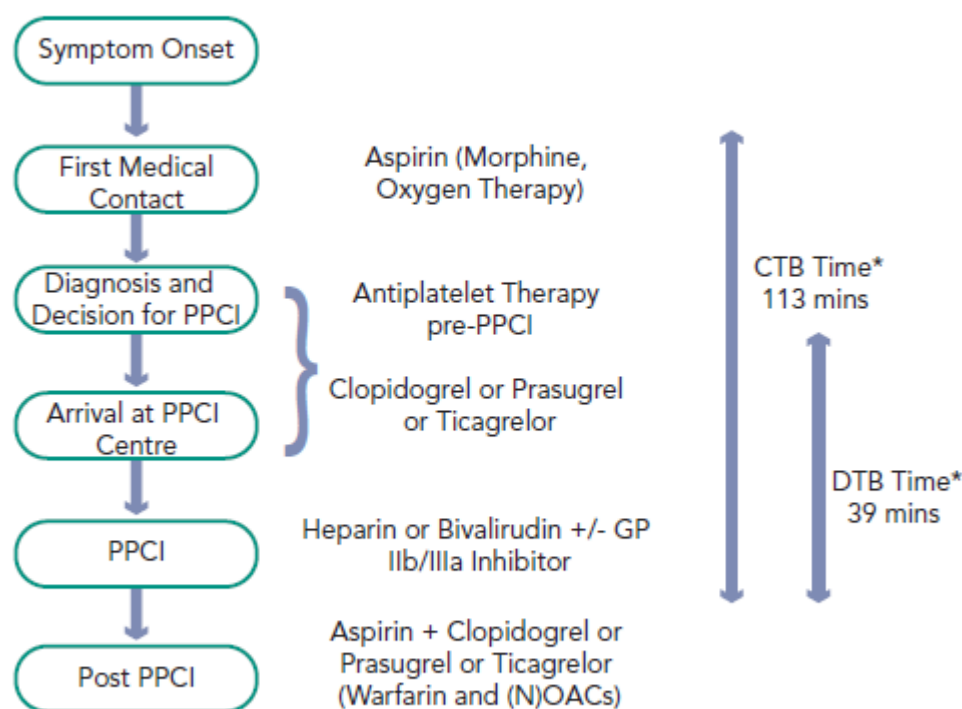 Symptom Onset
First Medical
Contact
Aspirin (Morphine,
Oxygen Therapy)
Diagnosis and
Decision for PPCI
Antiplatelet Therapy
pre-PPCI
CTB Time*
113 mins
Arrival at PPCI
Centre
Clopidogrel or Prasugrel
or Ticagrelor
DTB Time*
39 mins
PPCI
Heparin or Bivalirudin +/- GP
IIb/IIIa Inhibitor
Post PPCI
Aspirin + Clopidogrel or
Prasugrel or Ticagrelor
(Warfarin and (N)OACs)